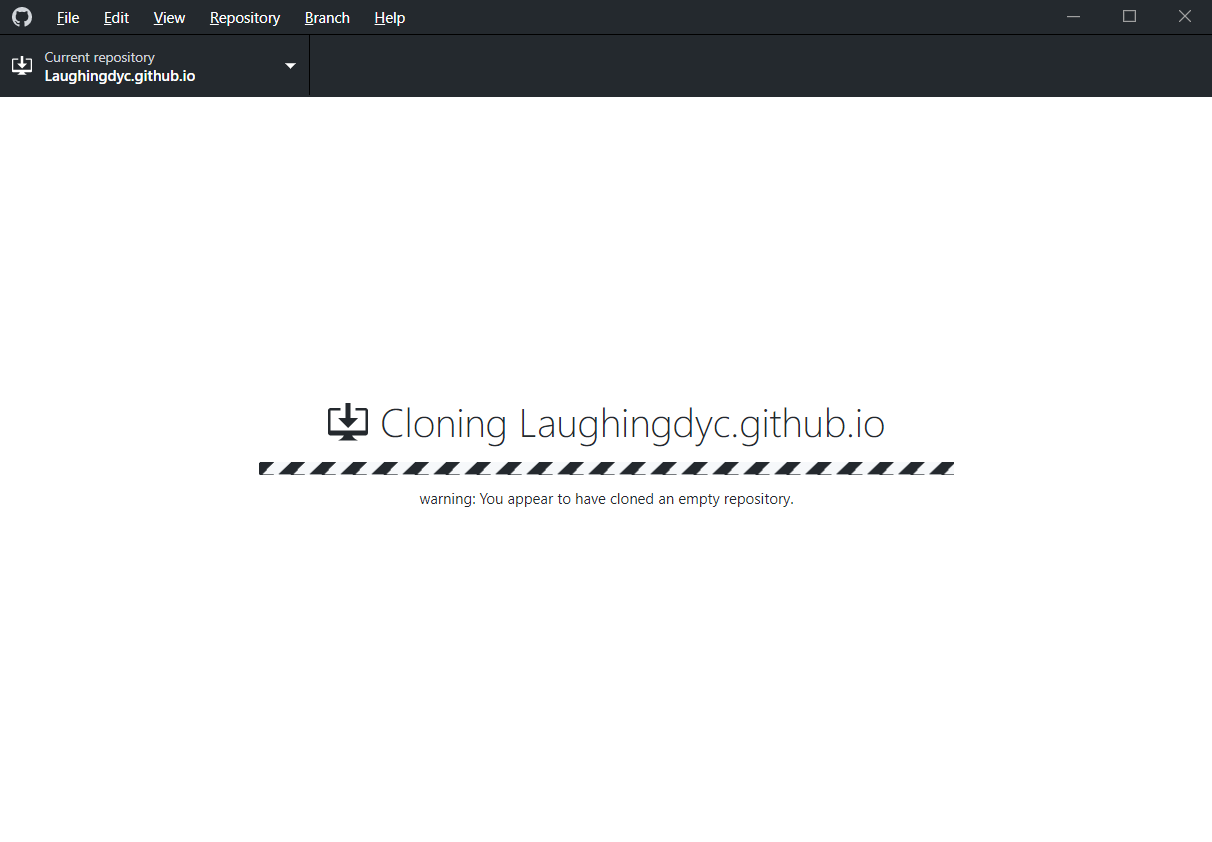 File Edit View Repository Branch Help
Current repository
Laughingdyc.github.io
Cloning Laughingdyc.github.io
warning: You appear to have cloned an empty repository.